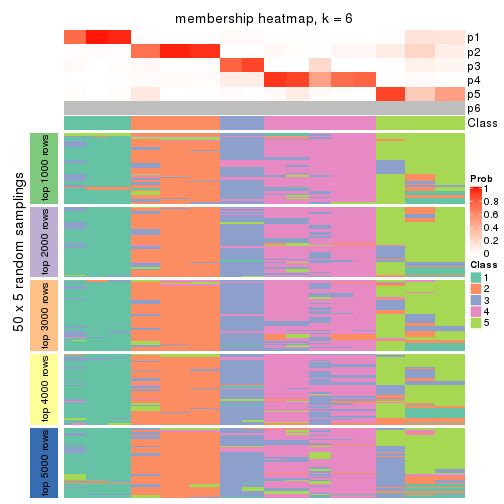 membership heatmap, k = 6
p1
p2
p3
p4
p5
p6
Class
50 x 5 random samplings
top 1000 rows
top 2000 rows
top 3000 rows
top 4000 rows
top 5000 rows
Prob
1
0.8
0.6
0.4
0.2
0
Class
1
2
3
4
5